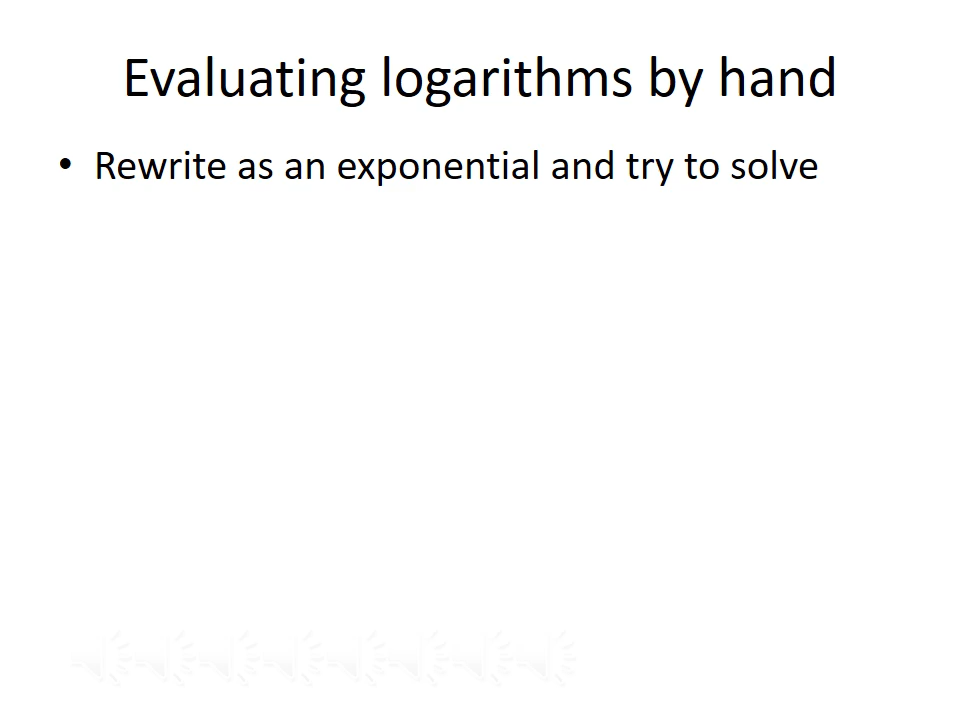 Evaluating logarithms by hand
• Rewrite as an exponential and try to solve